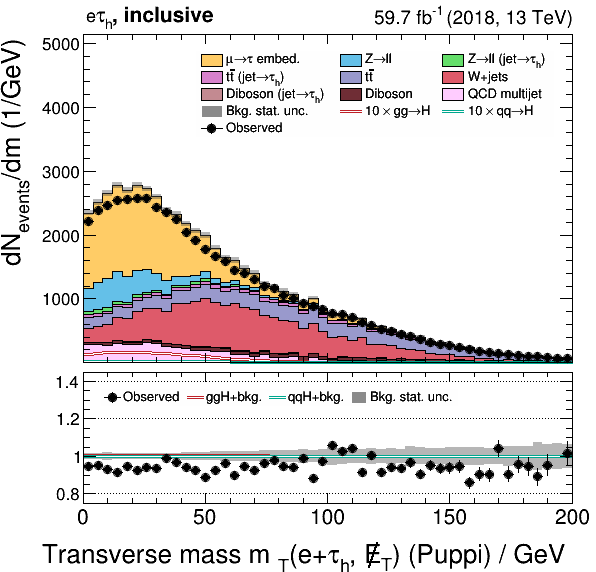 eτh, inclusive 59.7 fb⁻¹ (2018, 13 TeV)
dNevents/dm (1/GeV)
5000
4000
3000
2000
1000
μ→τ embed. Z→ll Z→ll (jet→τh)
tt̄ (jet→τh) tt̄ W+jets
Diboson (jet→τh) Diboson QCD multijet
Bkg. stat. unc. 10 × gg→H 10 × qq→H
Observed
1.4
1.2
1
0.8
Observed ggH+bkg. qqH+bkg. Bkg. stat. unc.
0 50 100 150 200
Transverse mass m T(e+τh, E̸T) (Puppi) / GeV